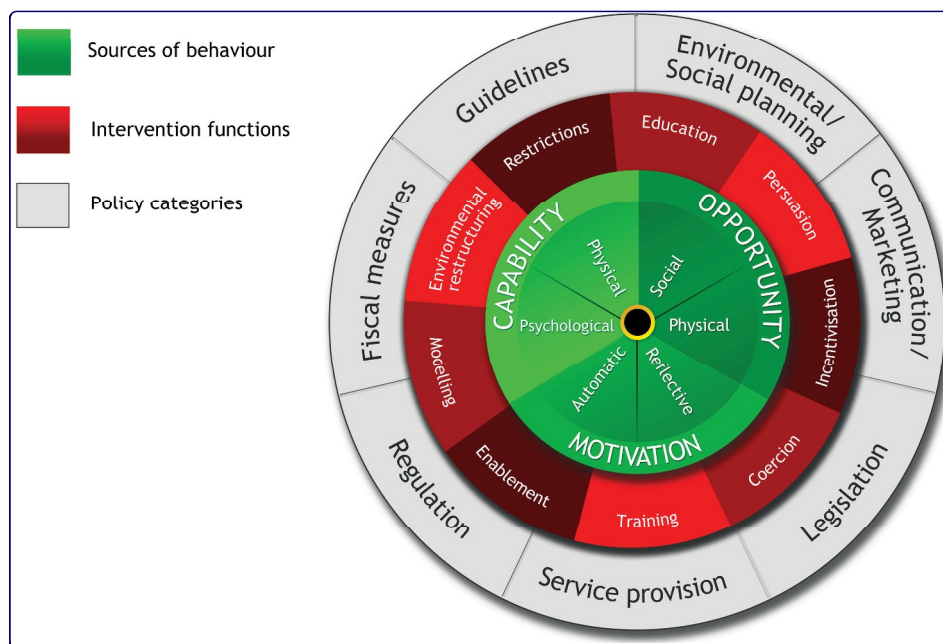 Sources of behaviour
Intervention functions
Policy categories
Guidelines
Environmental/
Social planning
Communication/
Marketing
Legislation
Service provision
Regulation
Fiscal measures
Restrictions
Education
Persuasion
Incentivisation
Coercion
Training
Enablement
Modelling
Environmental
restructuring
CAPABILITY
OPPORTUNITY
MOTIVATION
Physical
Social
Psychological
Physical
Automatic
Reflective